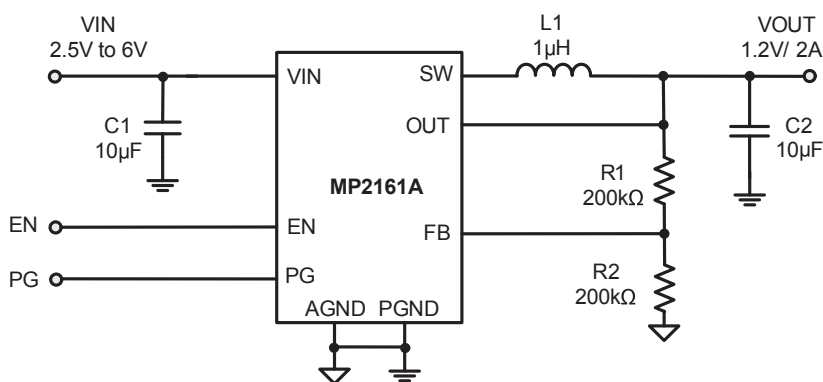 VIN
2.5V to 6V
C1
10µF
EN
PG
VIN
EN
PG
AGND PGND
MP2161A
SW
OUT
FB
L1
1µH
R1
200kΩ
R2
200kΩ
VOUT
1.2V/ 2A
C2
10µF